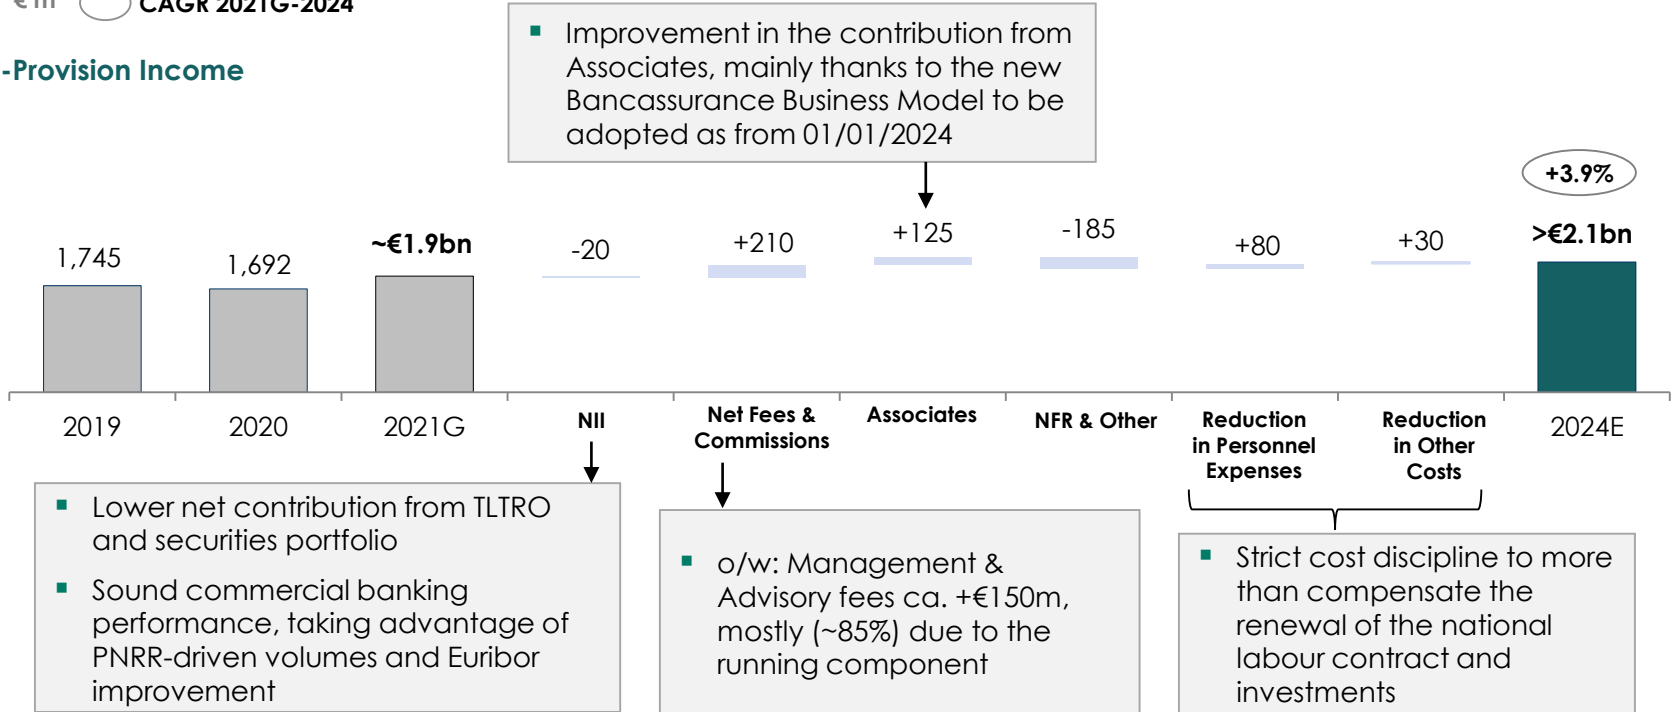 € m
CAGR 2021G-2024
-Provision Income
▪ Improvement in the contribution from
Associates, mainly thanks to the new
Bancassurance Business Model to be
adopted as from 01/01/2024
+3.9%
1,745
1,692
~€1.9bn
-20
+210
+125
-185
+80
+30
>€2.1bn
2019
2020
2021G
NII
Net Fees &
Commissions
Associates
NFR & Other
Reduction
in Personnel
Expenses
Reduction
in Other
Costs
2024E
▪ Lower net contribution from TLTRO
and securities portfolio
▪ Sound commercial banking
performance, taking advantage of
PNRR-driven volumes and Euribor
improvement
▪ o/w: Management &
Advisory fees ca. +€150m,
mostly (~85%) due to the
running component
▪ Strict cost discipline to more
than compensate the
renewal of the national
labour contract and
investments